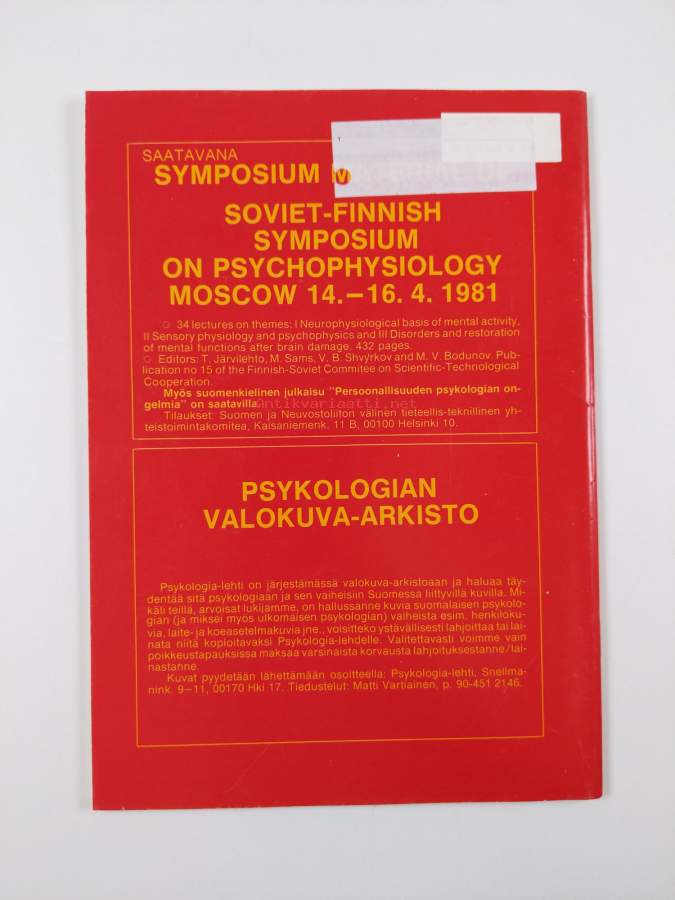 SAATAVANA
SYMPOSIUM
SOVIET-FINNISH
SYMPOSIUM
ON PSYCHOPHYSIOLOGY
MOSCOW 14.–16. 4. 1981
○ 34 lectures on themes: I Neurophysiological basis of mental activity,
II Sensory physiology and psychophysics and III Disorders and restoration
of mental functions after brain damage. 432 pages.
○ Editors: T. Järvilehto, M. Sams, V. B. Shvyrkov and M. V. Bodunov. Pub-
lication no 15 of the Finnish-Soviet Commitee on Scientific-Technological
Cooperation.
Myös suomenkielinen julkaisu "Persoonallisuuden psykologian on-
gelmia" on saatavilla.
antikvariaatti.net
Tilaukset: Suomen ja Neuvostoliiton välinen tieteellis-teknillinen yh-
teistoimintakomitea, Kaisaniemenk. 11 B, 00100 Helsinki 10.
PSYKOLOGIAN
VALOKUVA-ARKISTO
Psykologia-lehti on järjestämässä valokuva-arkistoaan ja haluaa täy-
dentää sitä psykologiaan ja sen vaiheisiin Suomessa liittyvillä kuvilla. Mi-
käli teillä, arvoisat lukijamme, on hallussanne kuvia suomalaisen psykolo-
gian (ja miksei myös ulkomaisen psykologian) vaiheista esim. henkilöku-
via, laite- ja koeasetelmakuvia jne., voisitteko ystävällisesti lahjoittaa tai lai-
nata niitä kopioitavaksi Psykologia-lehdelle. Valitettavasti voimme vain
poikkeustapauksissa maksaa varsinaista korvausta lahjoituksestanne/lai-
nastanne.
Kuvat pyydetään lähettämään osoitteella: Psykologia-lehti, Snellma-
nink. 9–11, 00170 Hki 17. Tiedustelut: Matti Vartiainen, p. 90-451 2146.